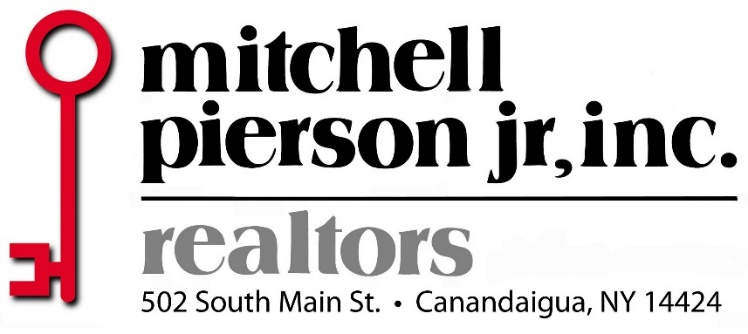 mitchell
pierson jr, inc.
realtors
502 South Main St. • Canandaigua, NY 14424